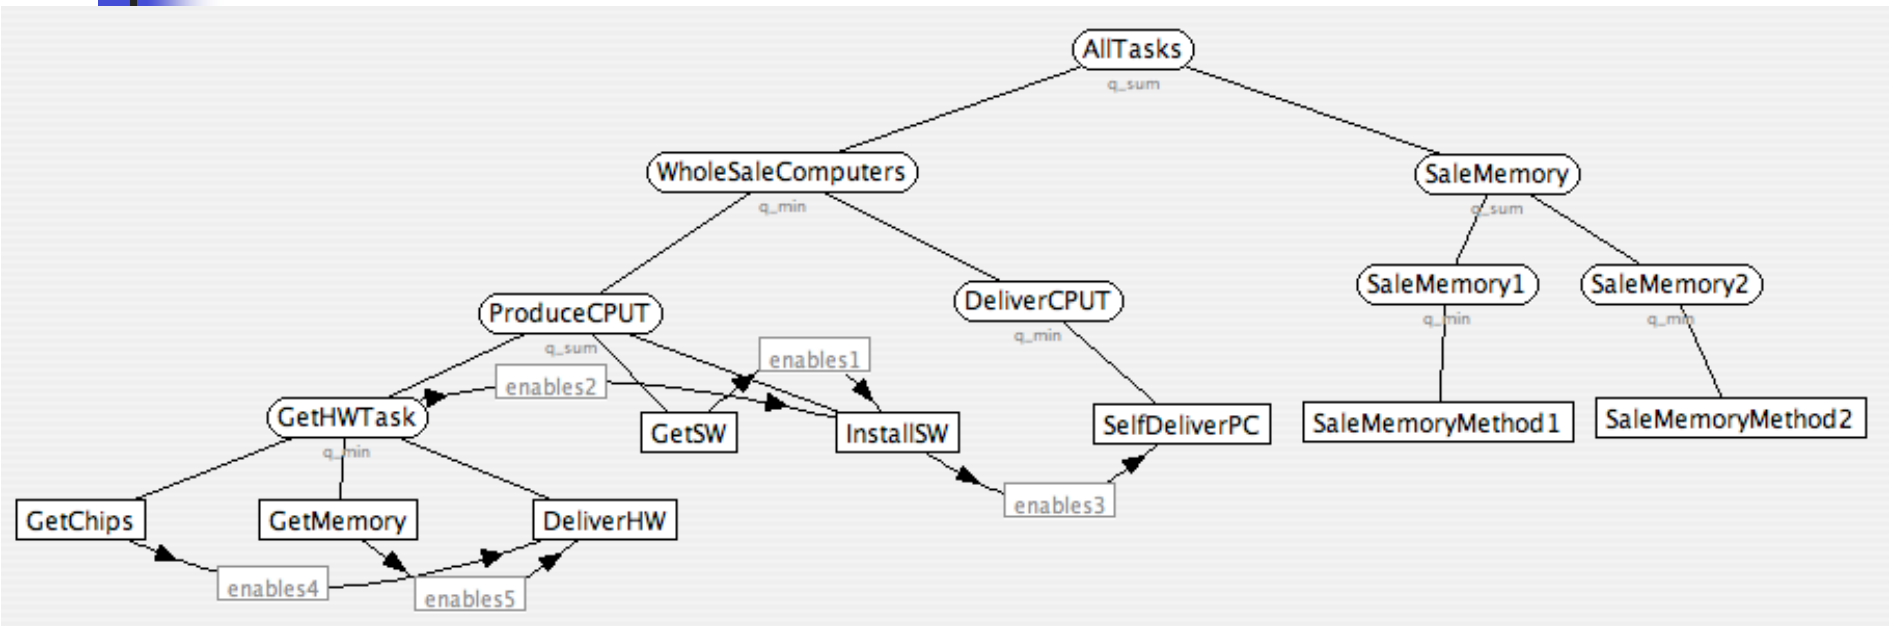 AllTasks
q_sum
WholeSaleComputers
q_min
SaleMemory
q_sum
ProduceCPUT
q_sum
DeliverCPUT
q_min
SaleMemory1
q_min
SaleMemory2
q_min
enables1
enables2
GetHWTask
q_min
GetSW
InstallSW
SelfDeliverPC
SaleMemoryMethod1
SaleMemoryMethod2
GetChips
GetMemory
DeliverHW
enables3
enables4
enables5